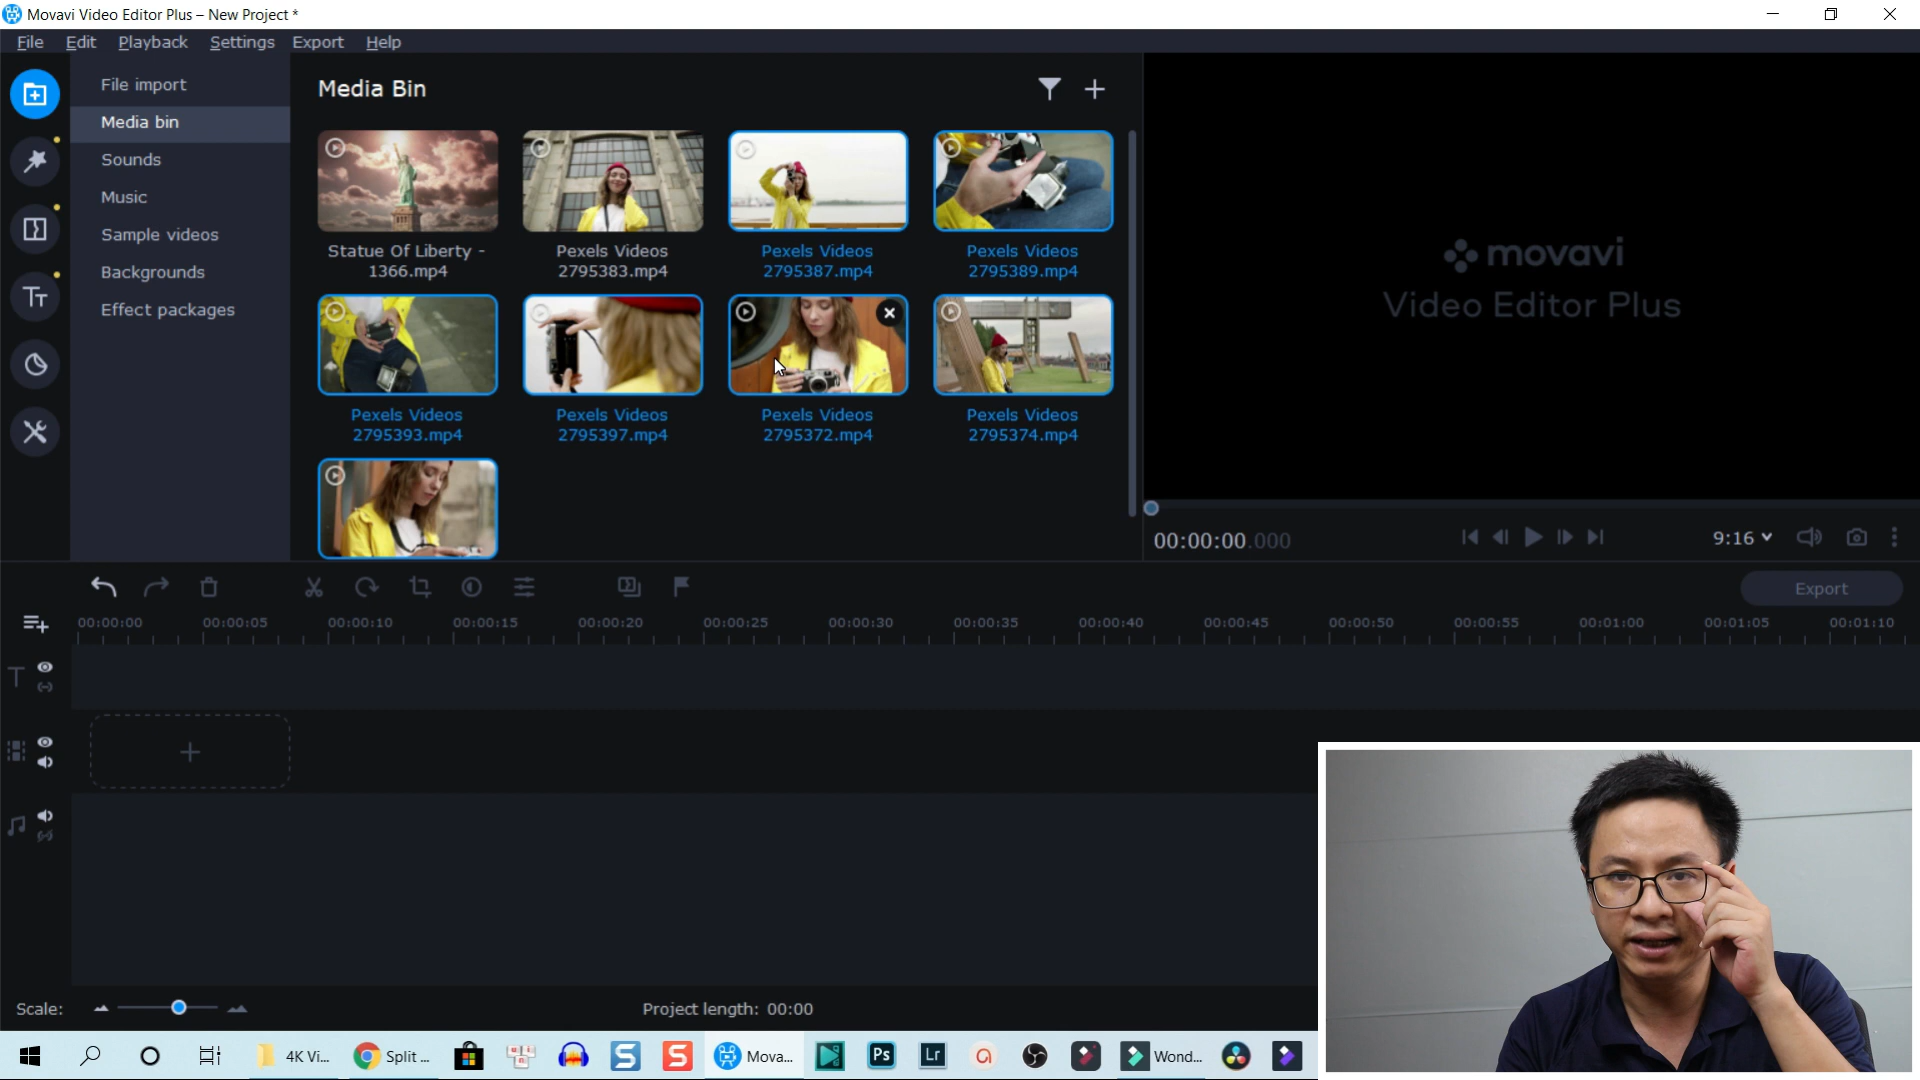 Movavi Video Editor Plus – New Project *
File Edit Playback Settings Export Help
File import
Media bin
Sounds
Music
Sample videos
Backgrounds
Effect packages
Media Bin
Statue Of Liberty -
1366.mp4
Pexels Videos
2795383.mp4
Pexels Videos
2795387.mp4
Pexels Videos
2795389.mp4
Pexels Videos
2795393.mp4
Pexels Videos
2795397.mp4
Pexels Videos
2795372.mp4
Pexels Videos
2795374.mp4
movavi
Video Editor Plus
00:00:00.000
9:16
Export
00:00:00 00:00:05 00:00:10 00:00:15 00:00:20 00:00:25 00:00:30 00:00:35 00:00:40 00:00:45 00:00:50 00:00:55 00:01:00 00:01:05 00:01:10
Scale:
Project length: 00:00
4K Vi... Split ... S S Mova... Ps Lr Wond...